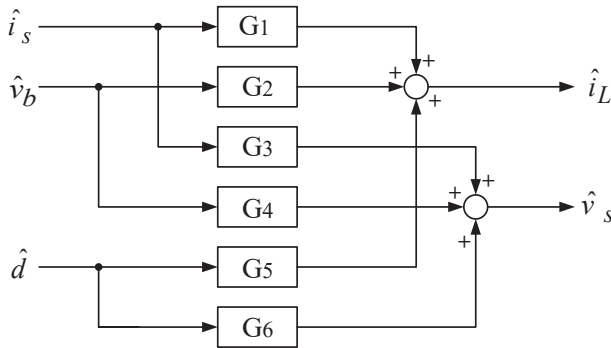 î_s G1
+
v̂_b G2 + + î_L
G3 +
G4 + v̂_s
+
d̂ G5
G6